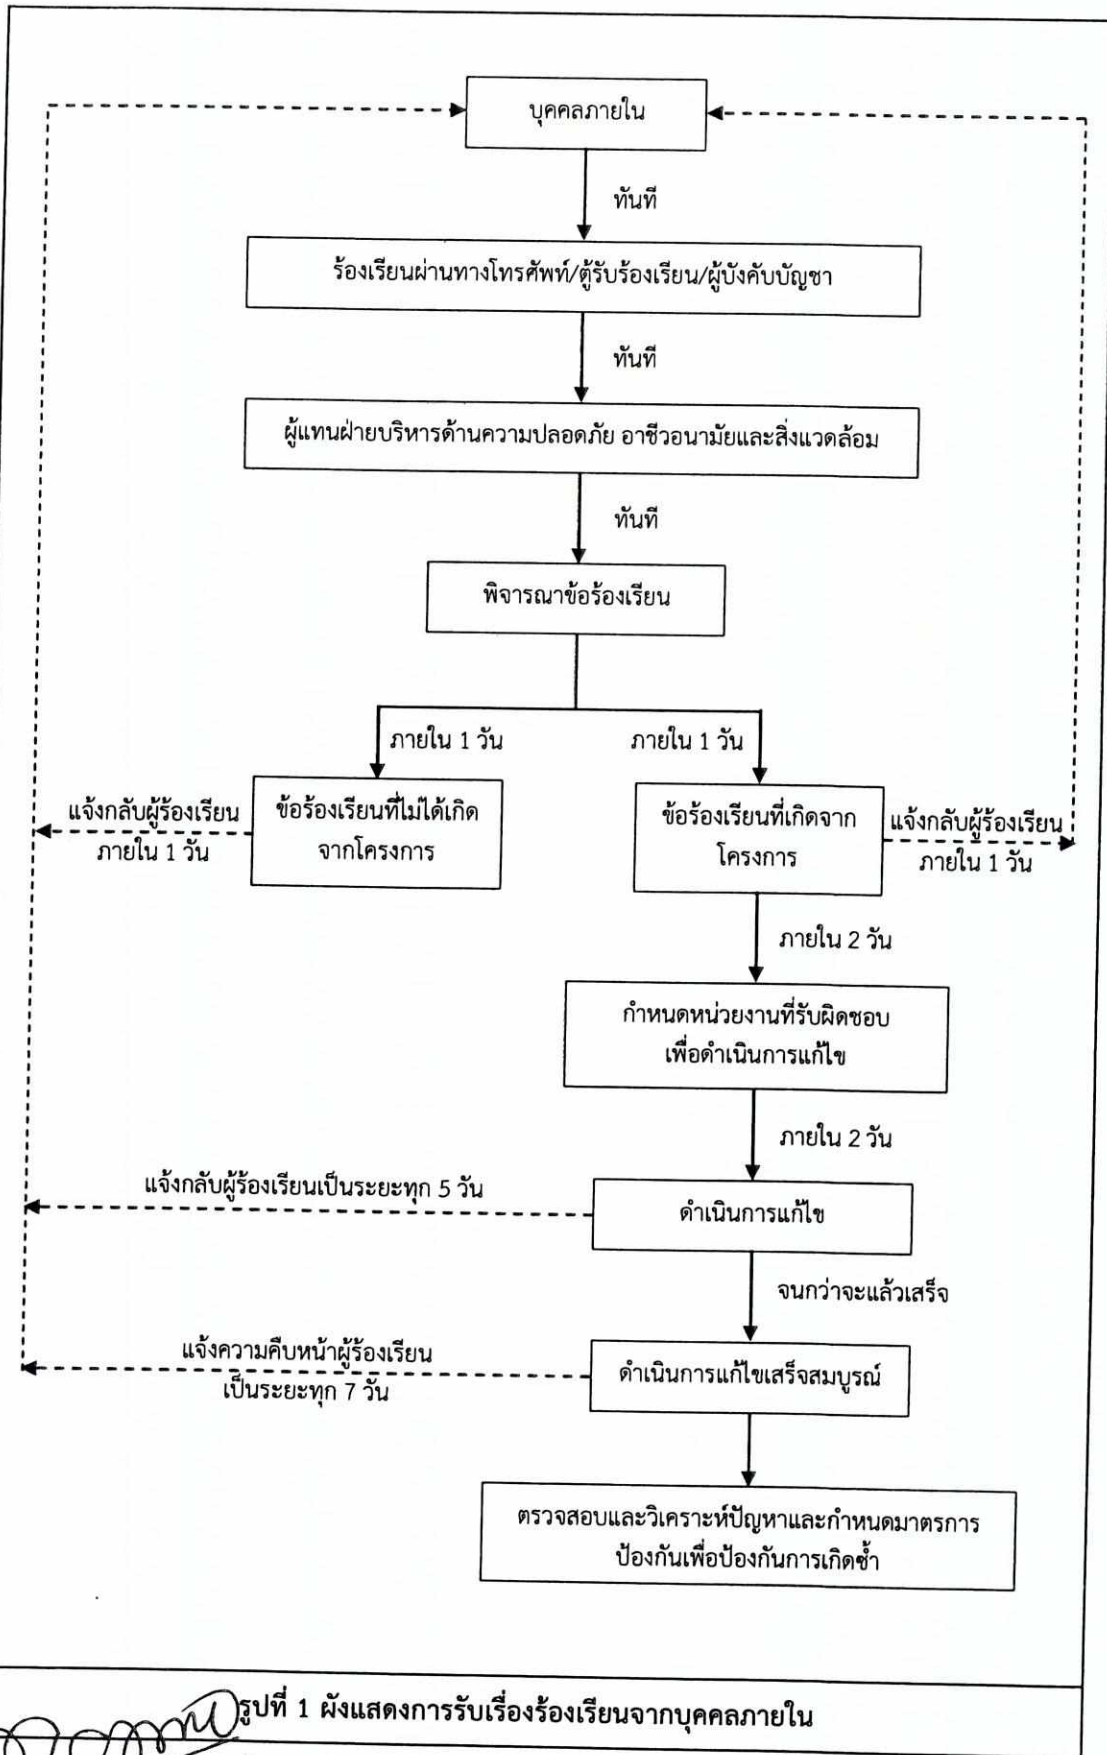 บุคคลภายใน
ทันที
ร้องเรียนผ่านทางโทรศัพท์/ตู้รับร้องเรียน/ผู้บังคับบัญชา
ทันที
ผู้แทนฝ่ายบริหารด้านความปลอดภัย อาชีวอนามัยและสิ่งแวดล้อม
ทันที
พิจารณาข้อร้องเรียน
ภายใน 1 วัน
ภายใน 1 วัน
แจ้งกลับผู้ร้องเรียน
ภายใน 1 วัน
ข้อร้องเรียนที่ไม่ได้เกิด
จากโครงการ
ข้อร้องเรียนที่เกิดจาก
โครงการ
แจ้งกลับผู้ร้องเรียน
ภายใน 1 วัน
ภายใน 2 วัน
กำหนดหน่วยงานที่รับผิดชอบ
เพื่อดำเนินการแก้ไข
ภายใน 2 วัน
แจ้งกลับผู้ร้องเรียนเป็นระยะทุก 5 วัน
ดำเนินการแก้ไข
จนกว่าจะแล้วเสร็จ
แจ้งความคืบหน้าผู้ร้องเรียน
เป็นระยะทุก 7 วัน
ดำเนินการแก้ไขเสร็จสมบูรณ์
ตรวจสอบและวิเคราะห์ปัญหาและกำหนดมาตรการ
ป้องกันเพื่อป้องกันการเกิดซ้ำ
รูปที่ 1 ผังแสดงการรับเรื่องร้องเรียนจากบุคคลภายใน